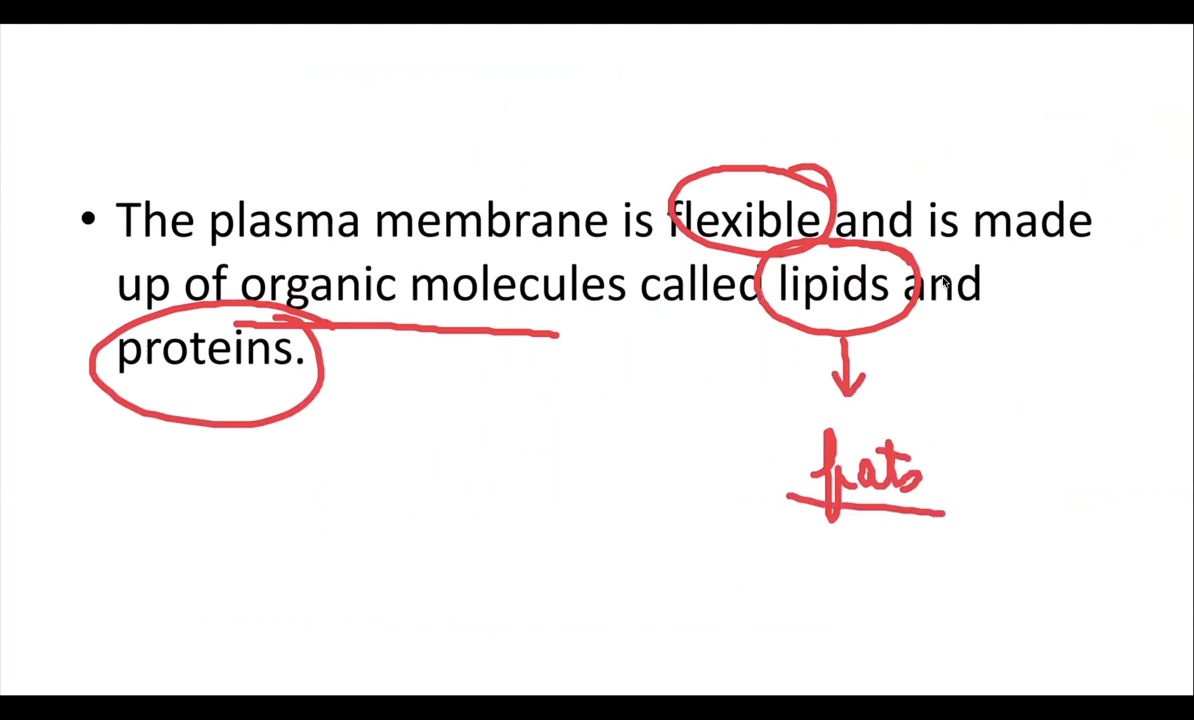 • The plasma membrane is flexible and is made
up of organic molecules called lipids and
proteins.
fats